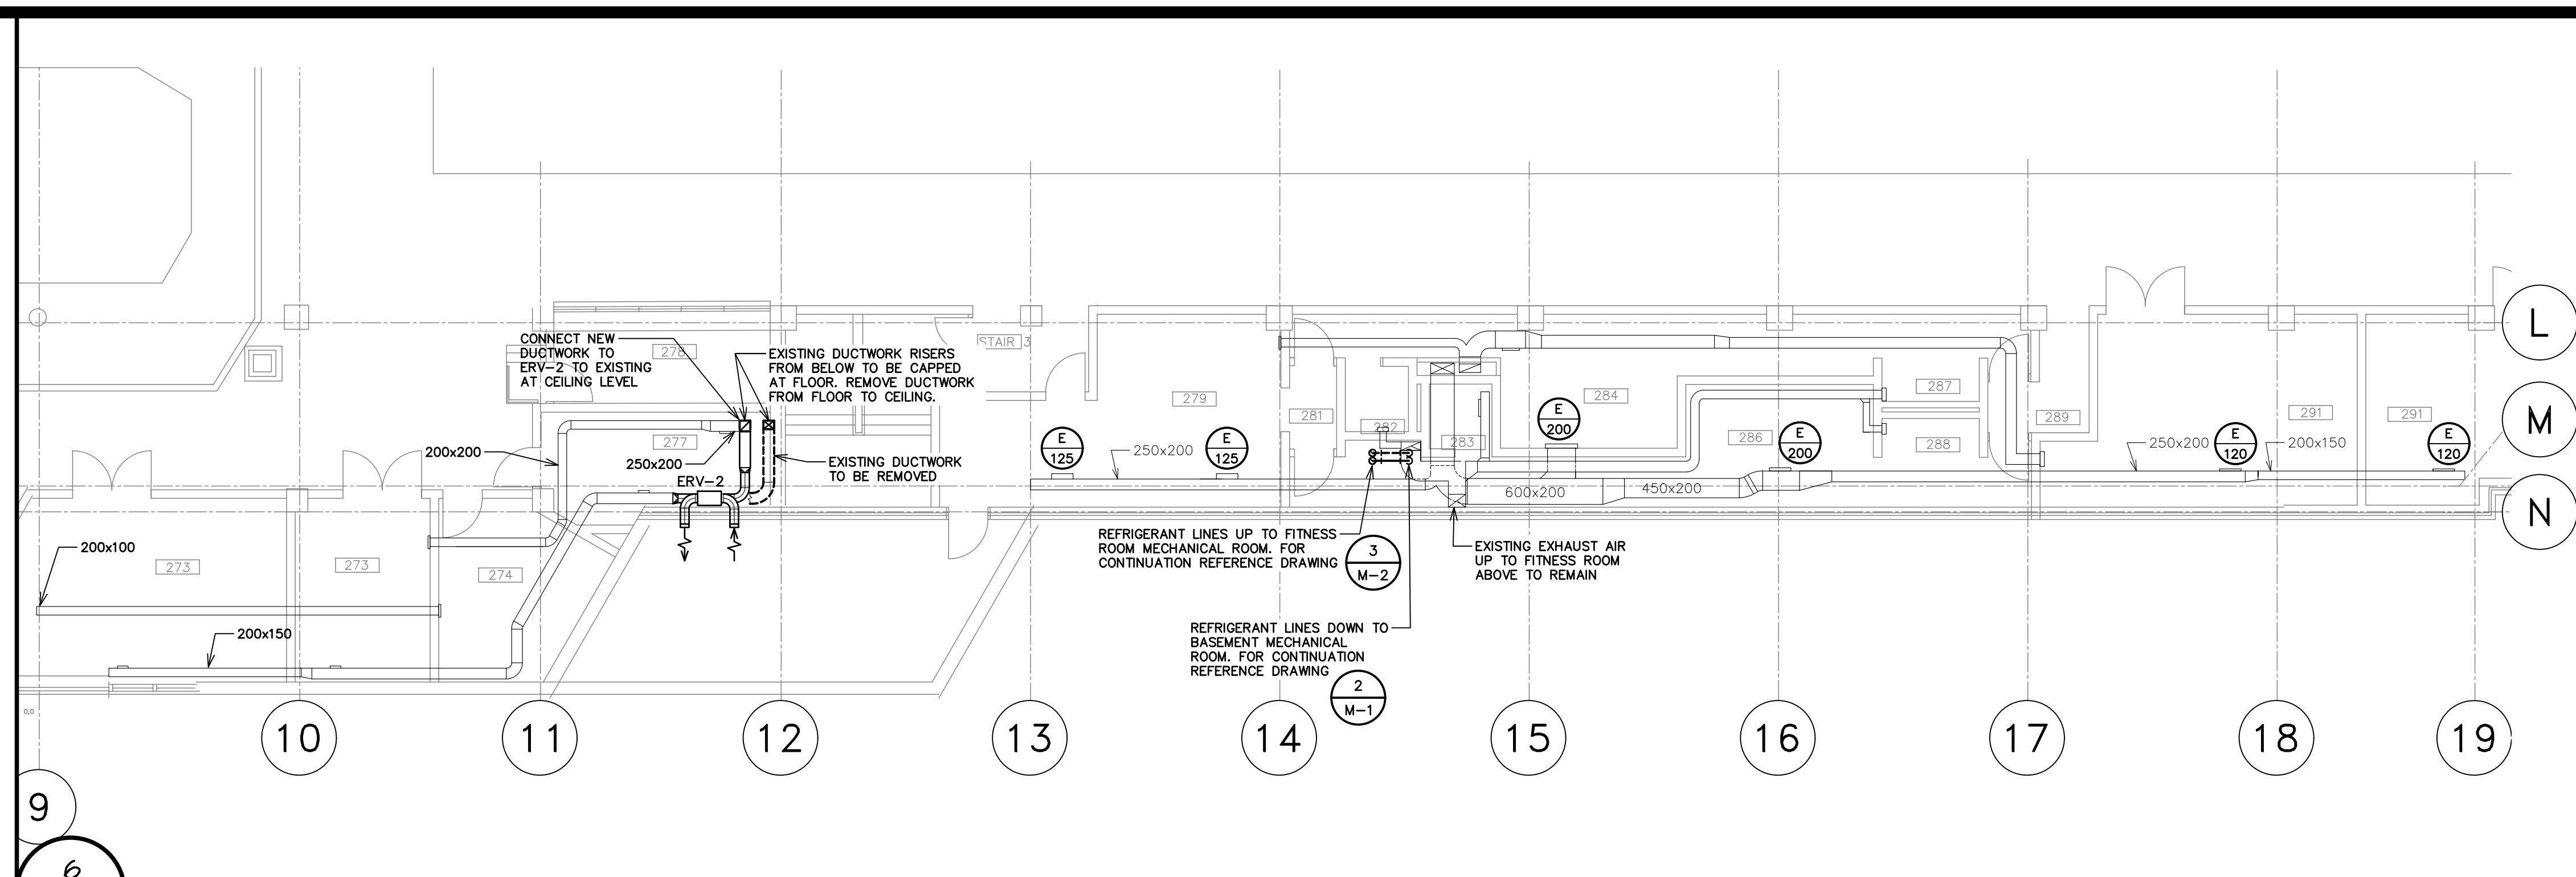 CONNECT NEW
DUCTWORK TO
ERV-2 TO EXISTING
AT CEILING LEVEL
278
EXISTING DUCTWORK RISERS
FROM BELOW TO BE CAPPED
AT FLOOR. REMOVE DUCTWORK
FROM FLOOR TO CEILING.
STAIR 3
L
279
281
282
283
E
200
284
287
286
E
200
288
289
291
291
M
200x200
277
250x200
EXISTING DUCTWORK
TO BE REMOVED
ERV-2
E
125
250x200
E
125
250x200
E
120
200x150
E
120
600x200
450x200
N
200x100
273
273
274
REFRIGERANT LINES UP TO FITNESS
ROOM MECHANICAL ROOM. FOR
CONTINUATION REFERENCE DRAWING
3
M-2
EXISTING EXHAUST AIR
UP TO FITNESS ROOM
ABOVE TO REMAIN
200x150
REFRIGERANT LINES DOWN TO
BASEMENT MECHANICAL
ROOM. FOR CONTINUATION
REFERENCE DRAWING
2
M-1
0,0
10
11
12
13
14
15
16
17
18
19
9
6